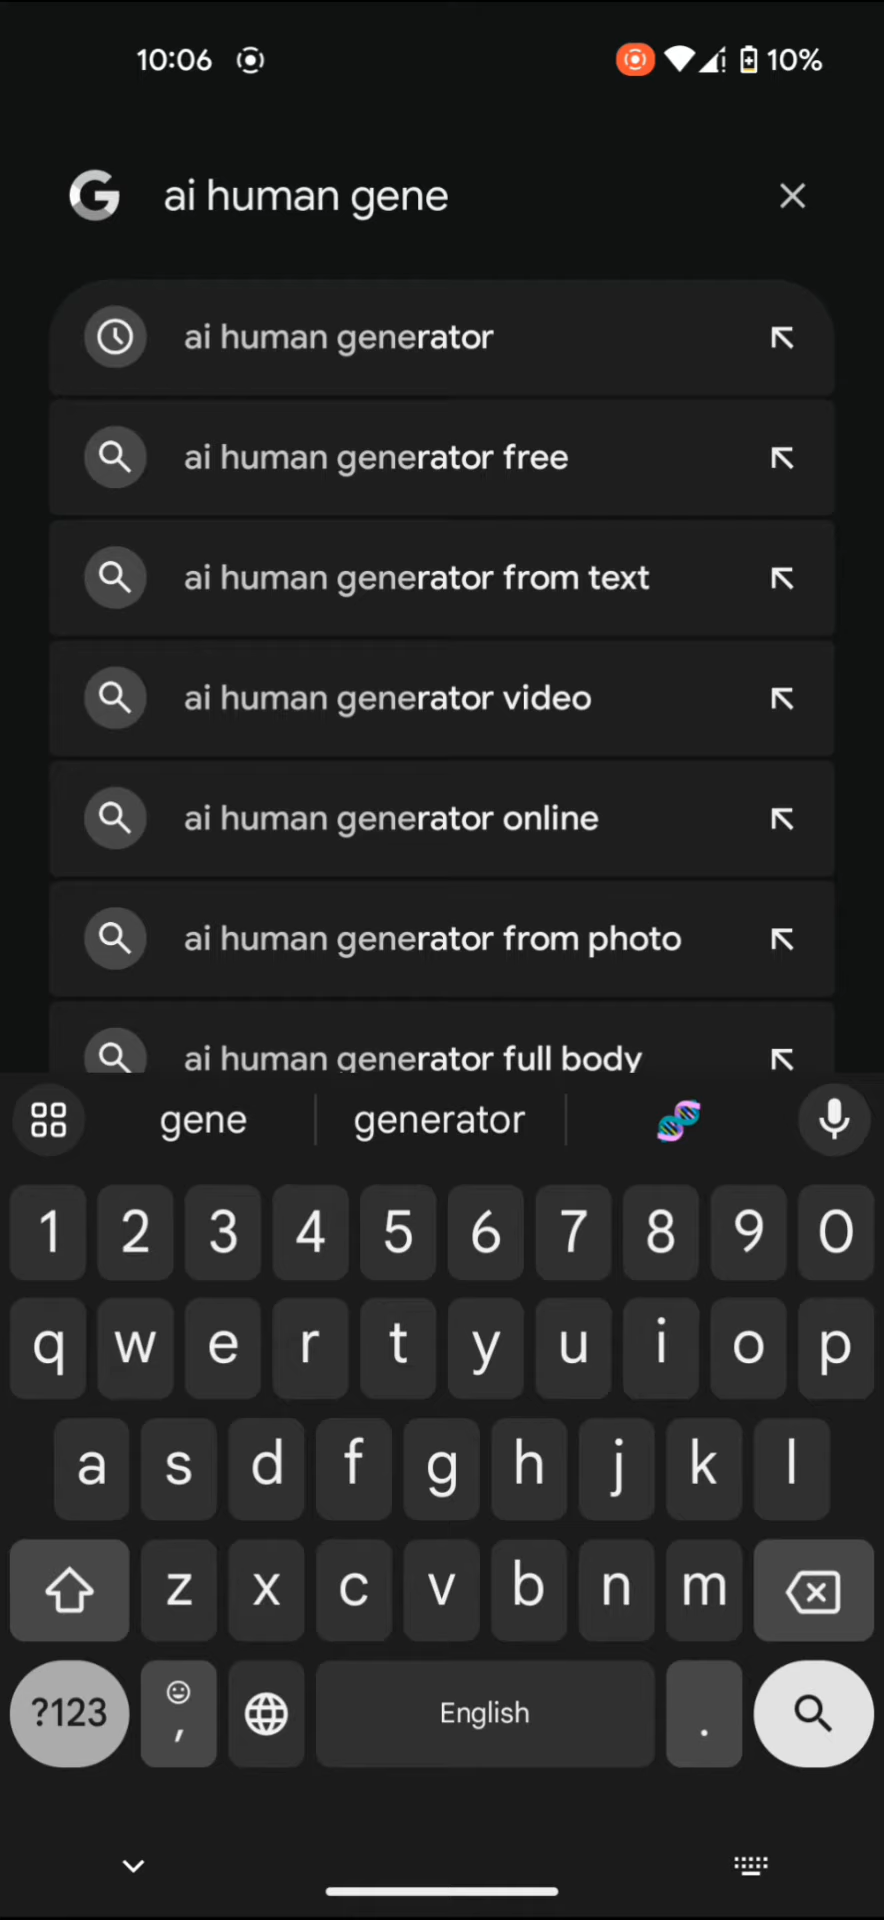 10:06 10%
G ai human gene
ai human generator
ai human generator free
ai human generator from text
ai human generator video
ai human generator online
ai human generator from photo
ai human generator full body
gene generator
1 2 3 4 5 6 7 8 9 0
q w e r t y u i o p
a s d f g h j k l
z x c v b n m
?123 , English .